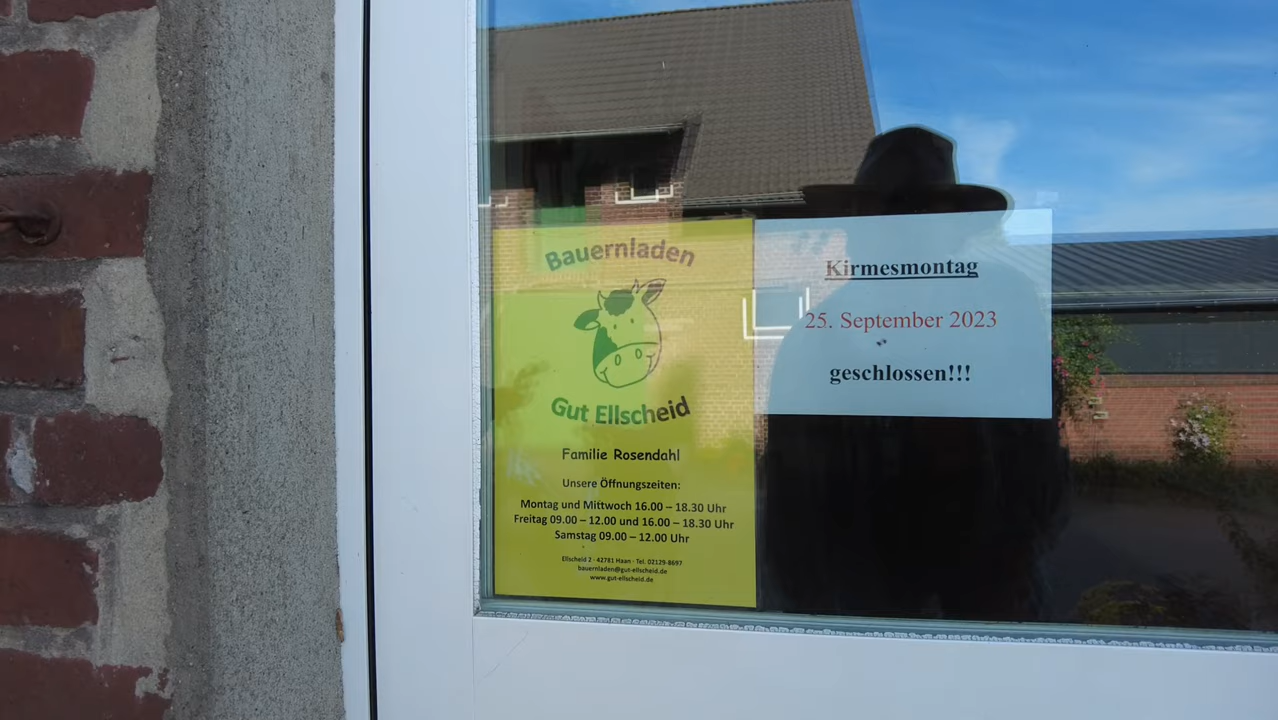 Bauernladen
Gut Ellscheid
Familie Rosendahl
Unsere Öffnungszeiten:
Montag und Mittwoch 16.00 – 18.30 Uhr
Freitag 09.00 – 12.00 und 16.00 – 18.30 Uhr
Samstag 09.00 – 12.00 Uhr
Ellscheid 2 - 42781 Haan - Tel. 02129-8697
bauernladen@gut-ellscheid.de
www.gut-ellscheid.de
Kirmesmontag
25. September 2023
geschlossen!!!